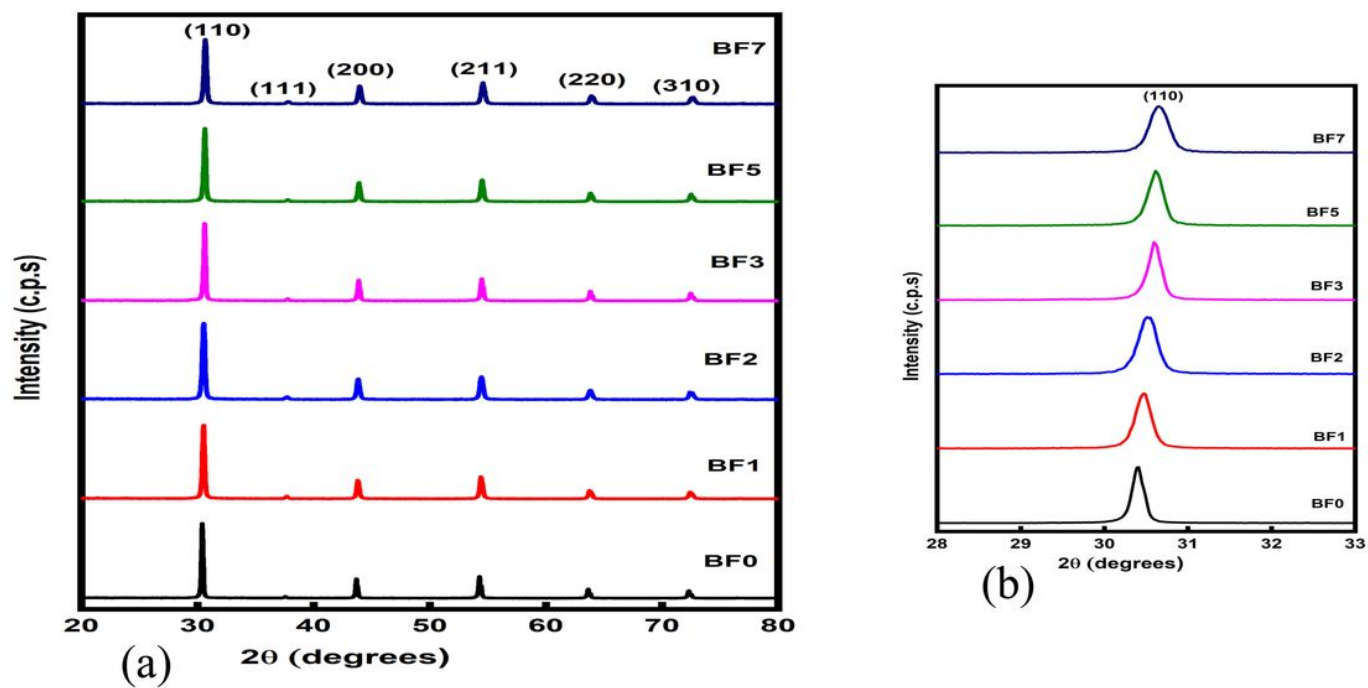 (110)
(111)
(200)
(211)
(220)
(310)
BF7
BF5
BF3
BF2
BF1
BF0
Intensity (c.p.s)
20 30 40 50 60 70 80
2θ (degrees)
(a)
(110)
BF7
BF5
BF3
BF2
BF1
BF0
Intensity (c.p.s)
28 29 30 31 32 33
2θ (degrees)
(b)